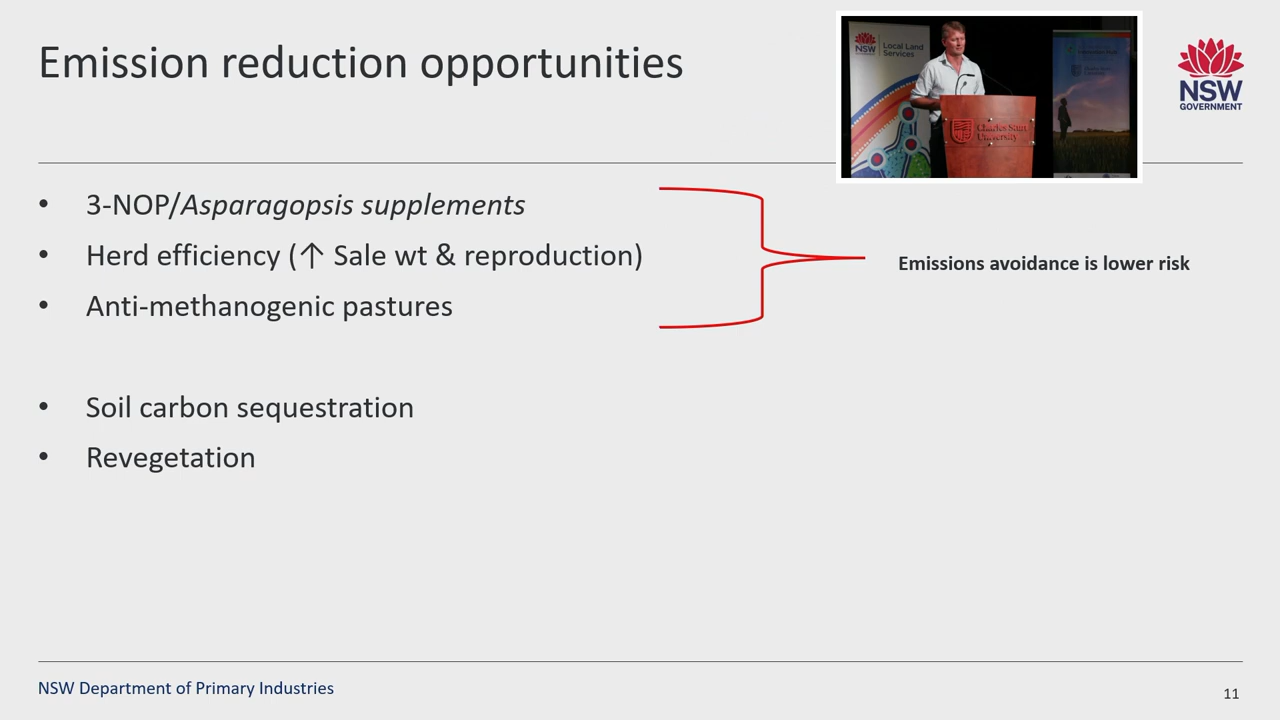 Emission reduction opportunities
NSW
Local Land
Services
Charles Sturt
University
NSW
GOVERNMENT
• 3-NOP/Asparagopsis supplements
• Herd efficiency (↑ Sale wt & reproduction)
• Anti-methanogenic pastures
Emissions avoidance is lower risk
• Soil carbon sequestration
• Revegetation
NSW Department of Primary Industries
11